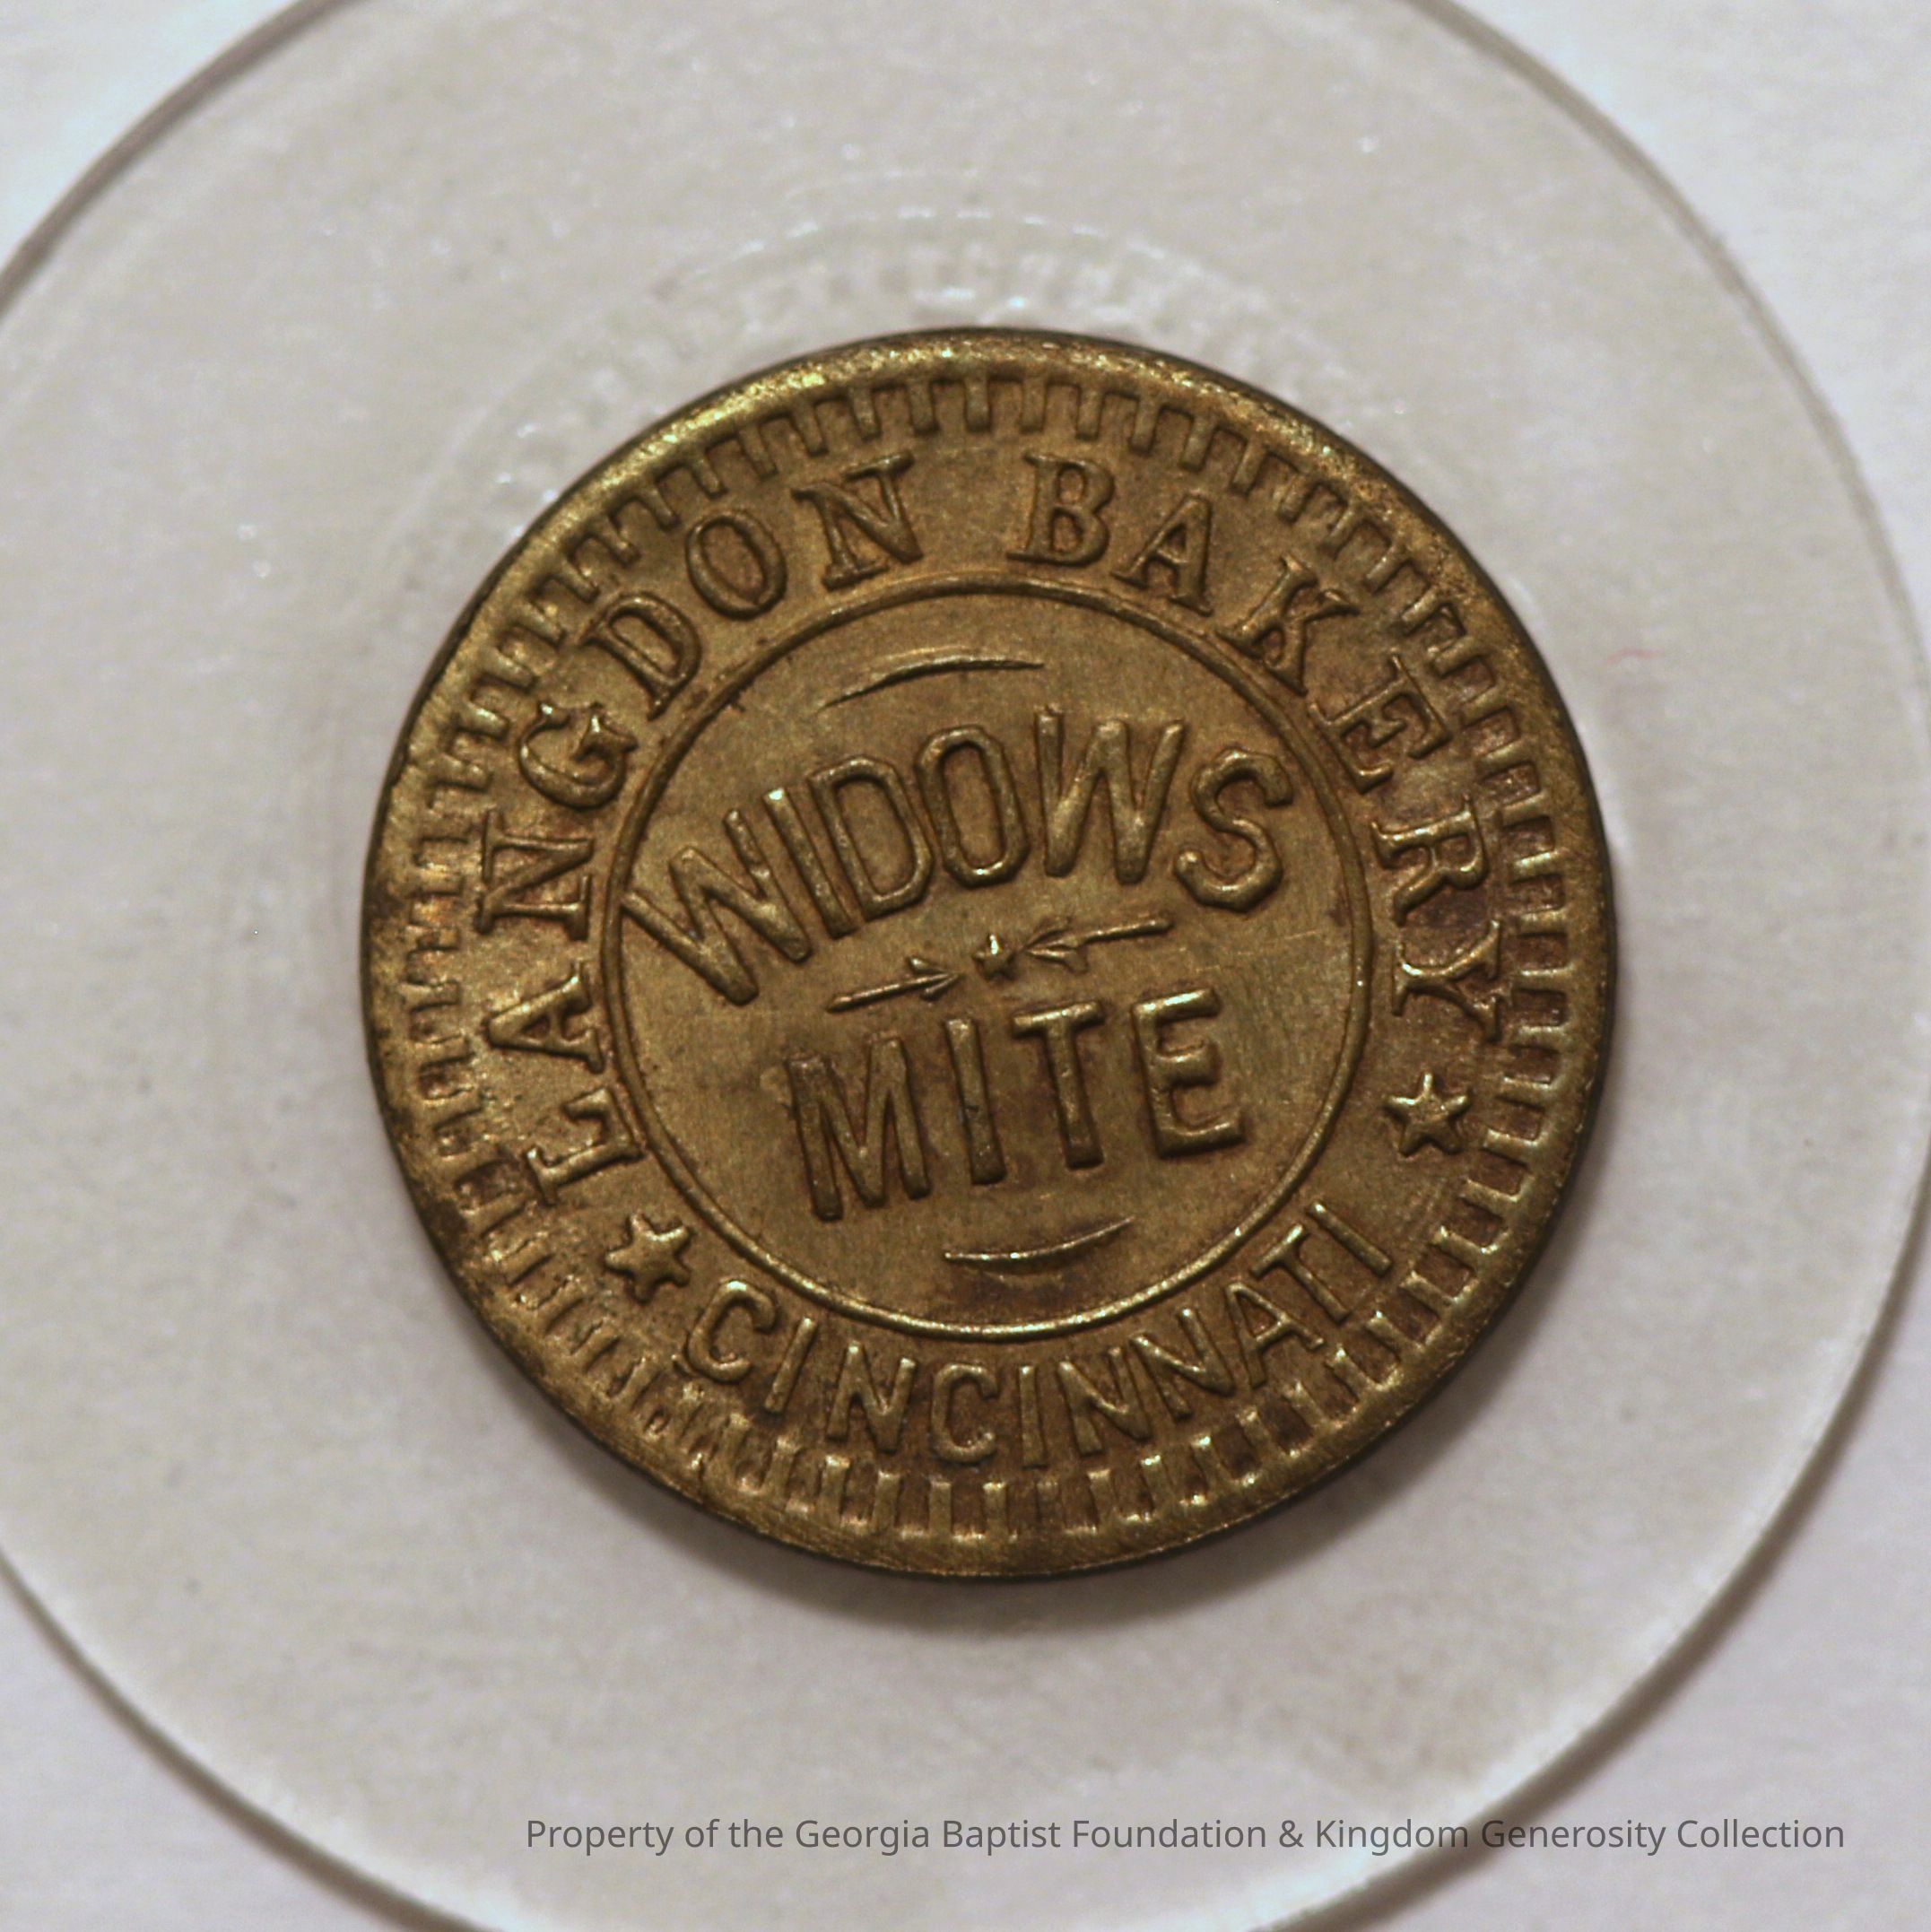 LANGDON BAKERY
WIDOWS
MITE
CINCINNATI
Property of the Georgia Baptist Foundation & Kingdom Generosity Collection